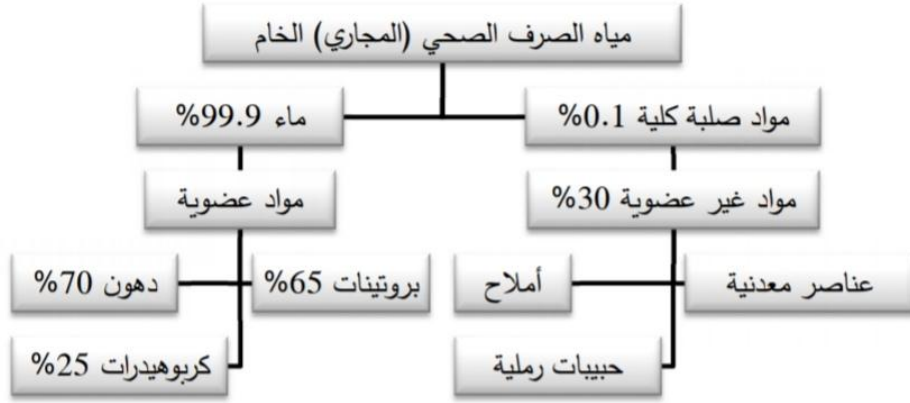 مياه الصرف الصحي (المجاري) الخام
مواد صلبة كلية 0.1%
ماء 99.9%
مواد غير عضوية 30%
مواد عضوية
عناصر معدنية
أملاح
بروتينات 65%
دهون 70%
حبيبات رملية
كربوهيدرات 25%